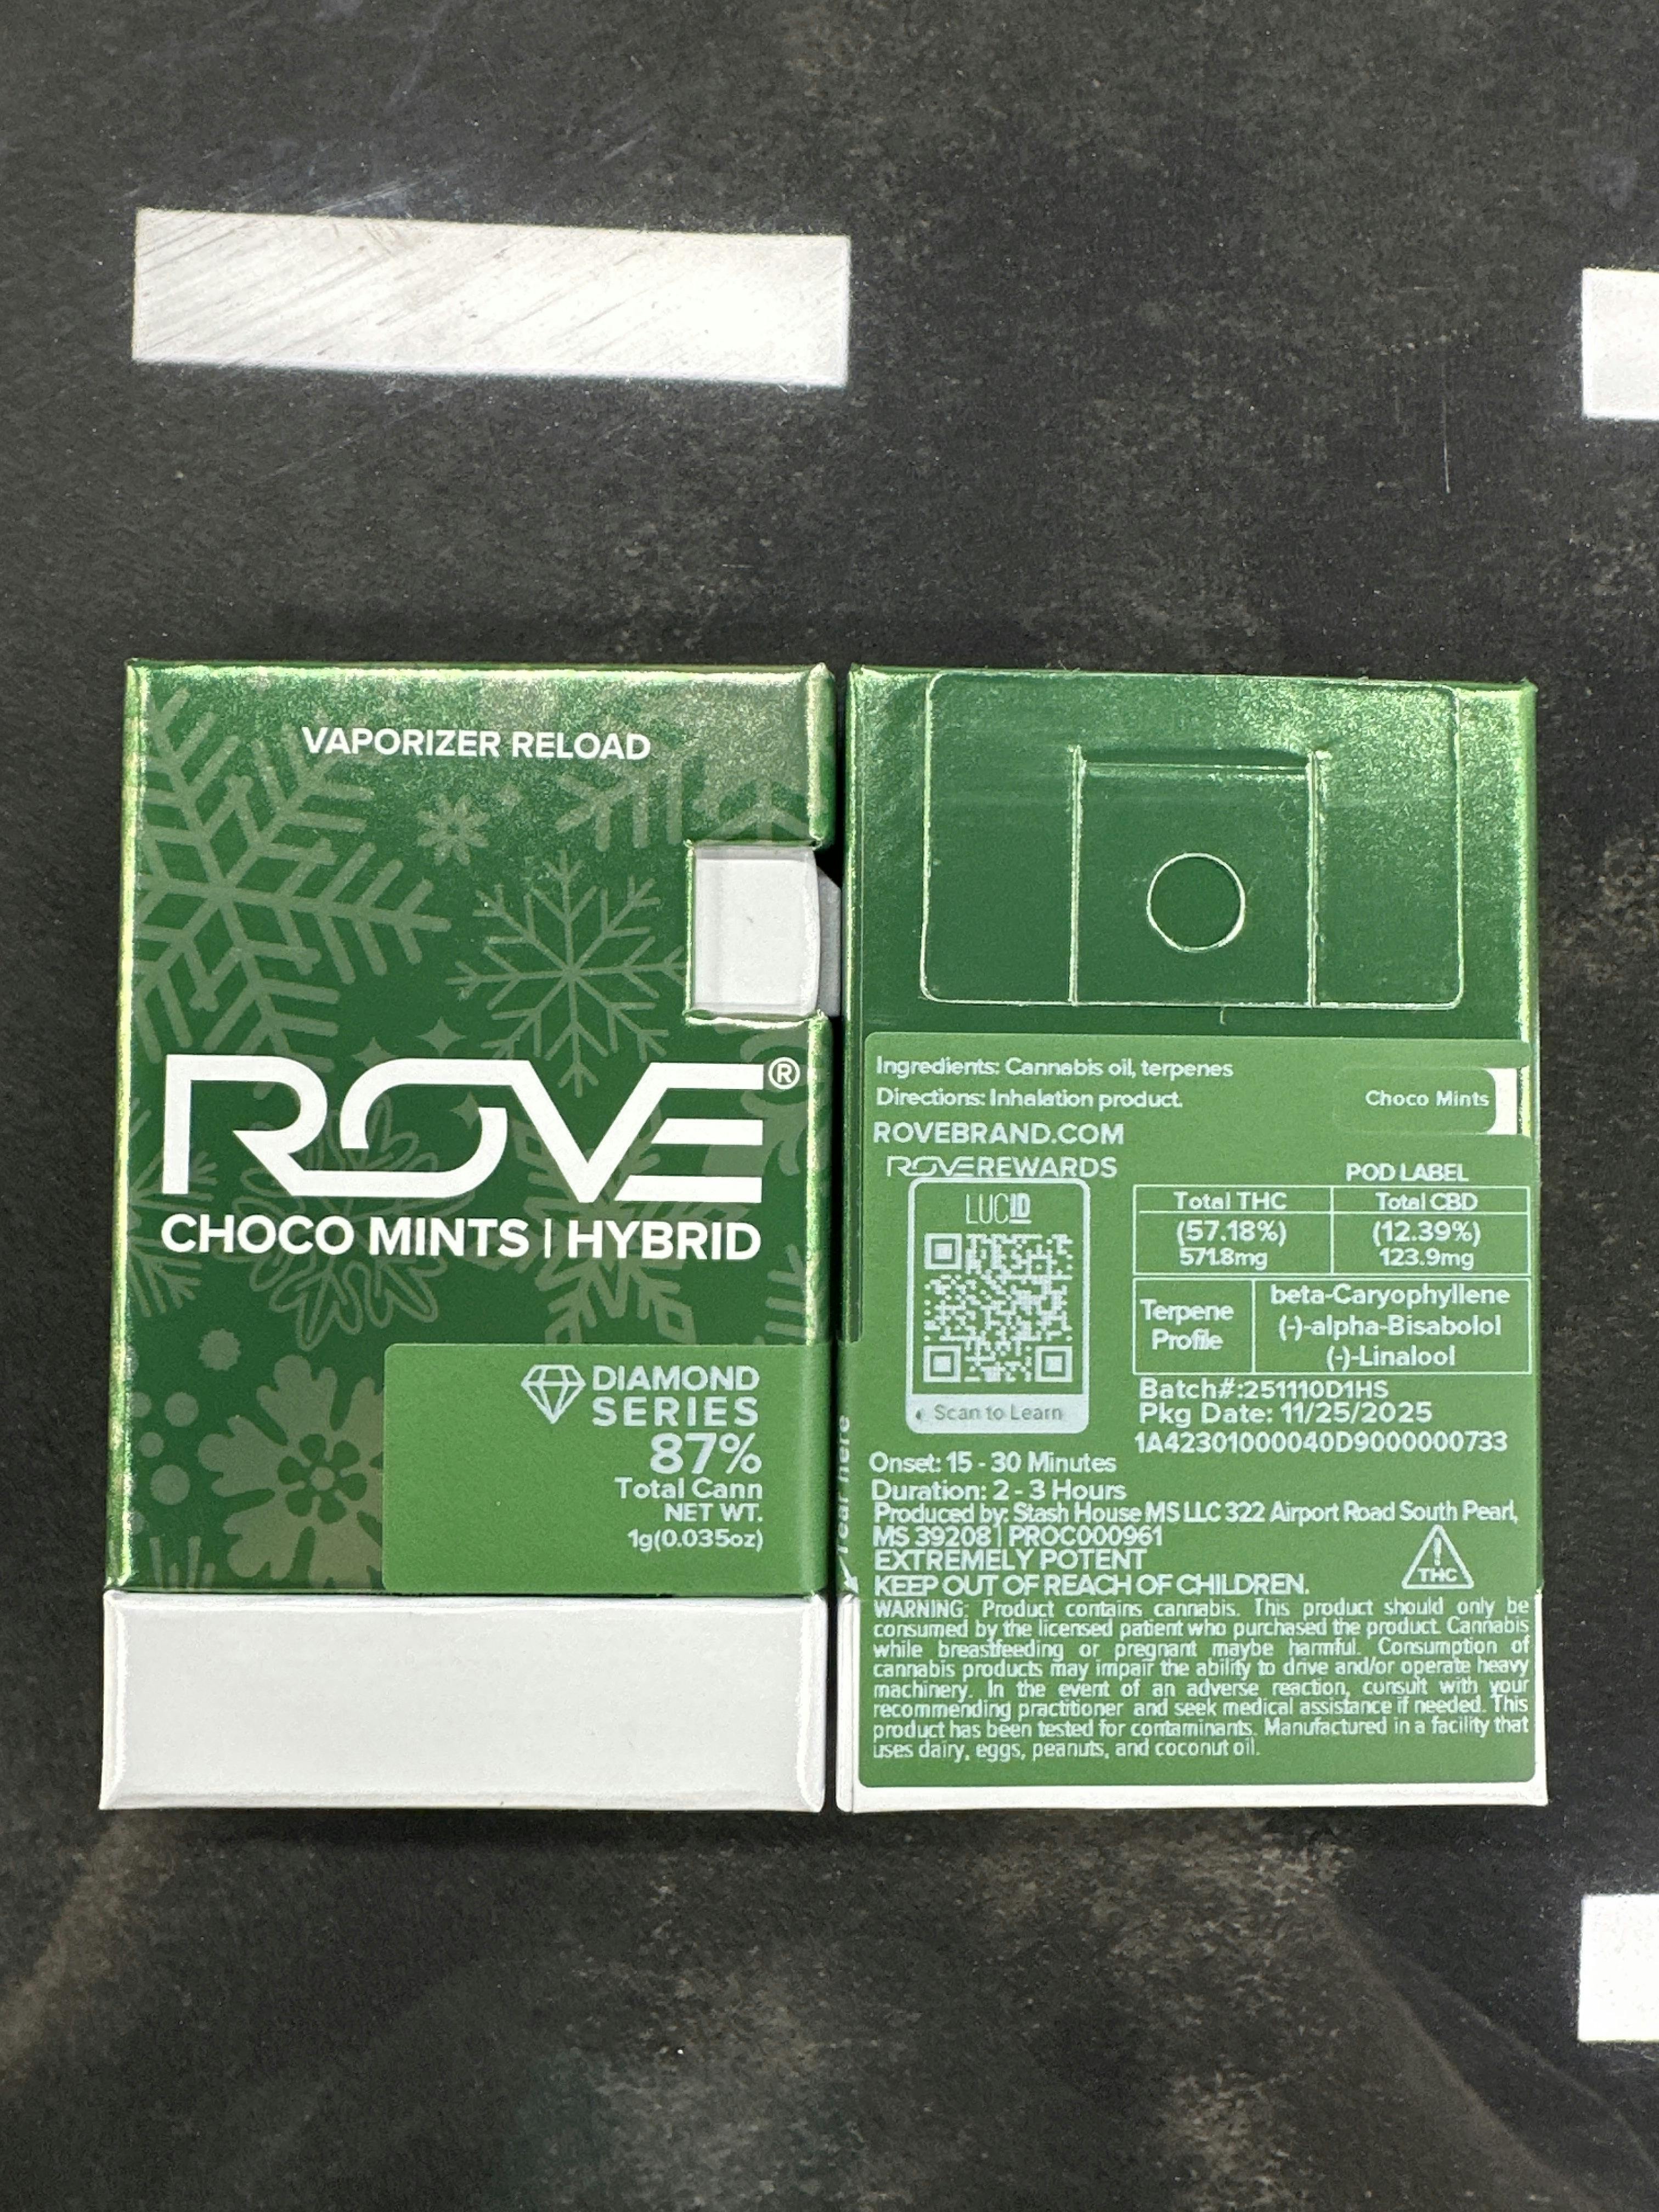 VAPORIZER RELOAD
ROVE®
CHOCO MINTS | HYBRID
DIAMOND
SERIES
87%
Total Cann
NET WT.
1g(0.035oz)
Ingredients: Cannabis oil, terpenes
Directions: Inhalation product.
Choco Mints
ROVEBRAND.COM
ROVEREWARDS
POD LABEL
LUCID
Scan to Learn
Total THC Total CBD
(57.18%) (12.39%)
571.8mg 123.9mg
Terpene
Profile
beta-Caryophyllene
(-)-alpha-Bisabolol
(-)-Linalool
Batch#:251110D1HS
Pkg Date: 11/25/2025
1A42301000040D9000000733
Tear here
Onset: 15 - 30 Minutes
Duration: 2 - 3 Hours
Produced by: Stash House MS LLC 322 Airport Road South Pearl,
MS 39208 | PROC000961
EXTREMELY POTENT
KEEP OUT OF REACH OF CHILDREN.
THC
WARNING: Product contains cannabis. This product should only be
consumed by the licensed patient who purchased the product. Cannabis
while breastfeeding or pregnant maybe harmful. Consumption of
cannabis products may impair the ability to drive and/or operate heavy
machinery. In the event of an adverse reaction, consult with your
recommending practitioner and seek medical assistance if needed. This
product has been tested for contaminants. Manufactured in a facility that
uses dairy, eggs, peanuts, and coconut oil.